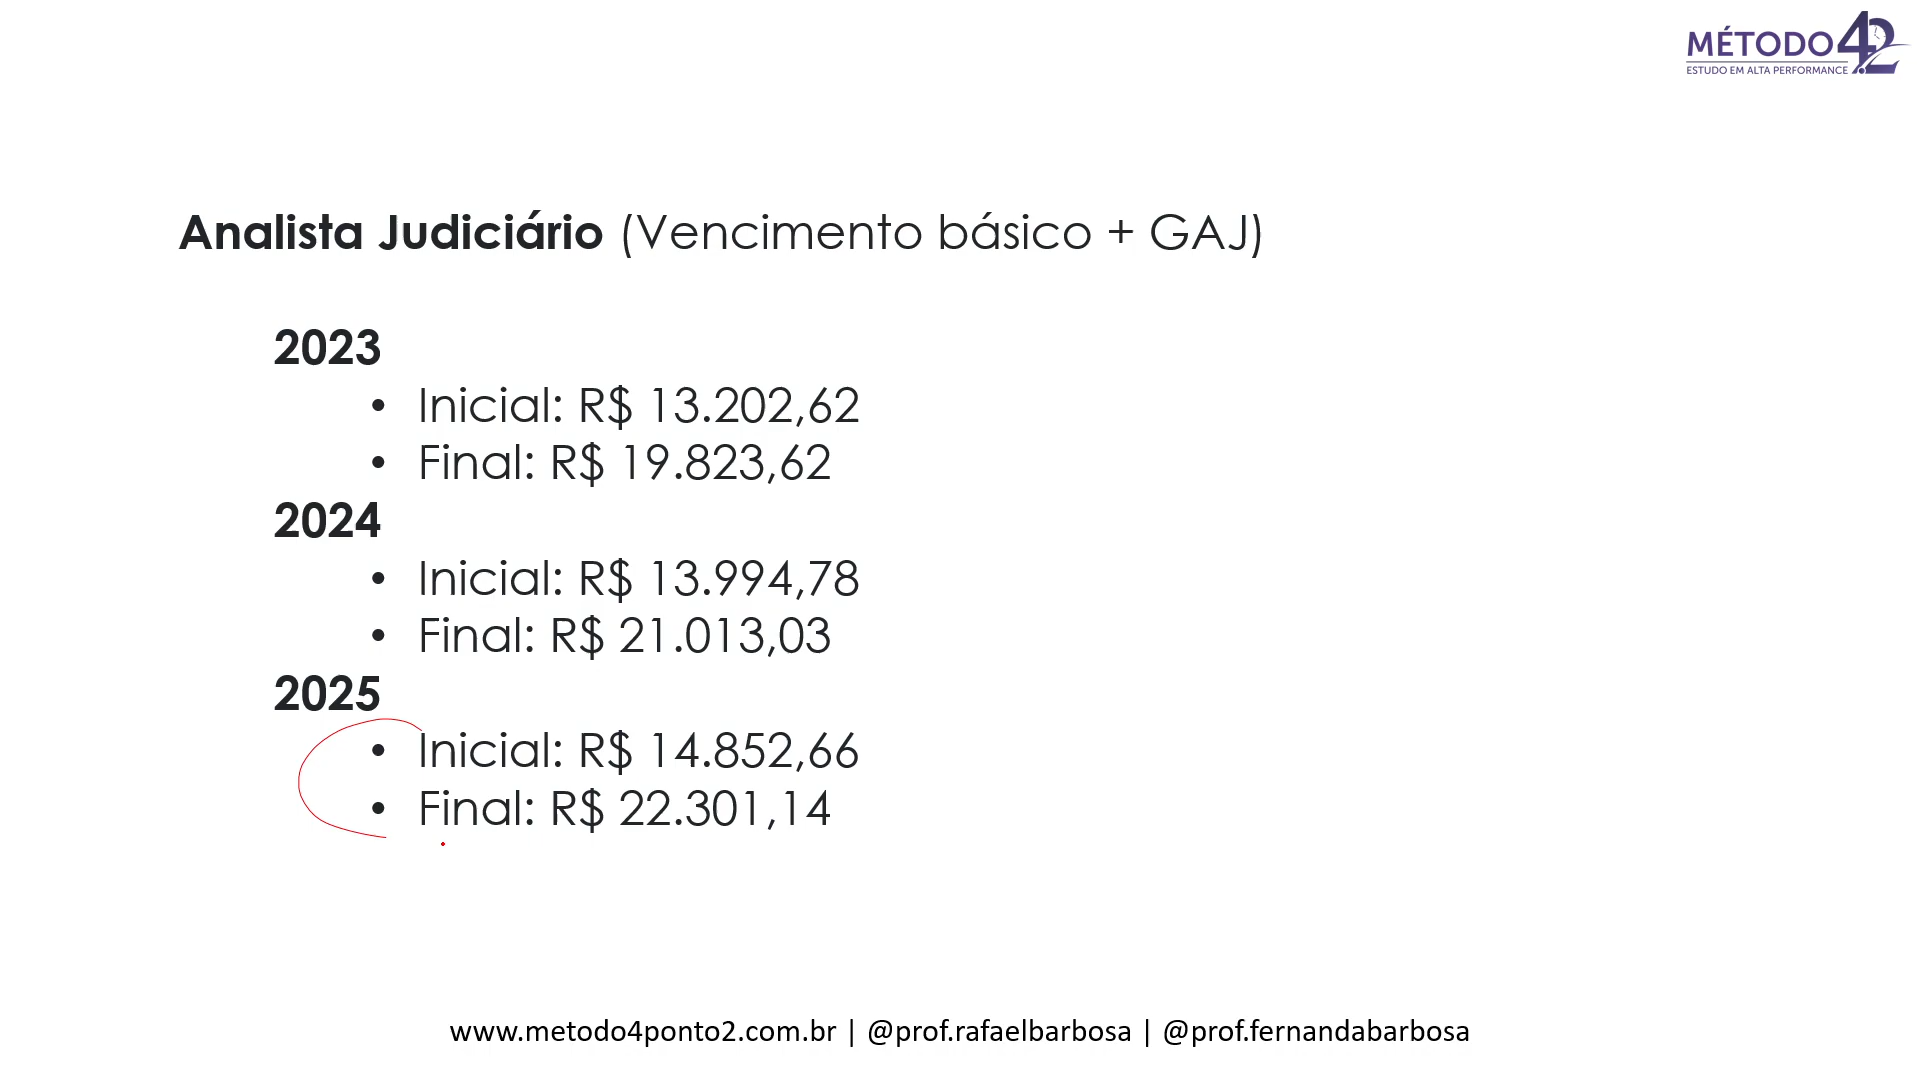 MÉTODO 4.2
ESTUDO EM ALTA PERFORMANCE
Analista Judiciário (Vencimento básico + GAJ)
2023
• Inicial: R$ 13.202,62
• Final: R$ 19.823,62
2024
• Inicial: R$ 13.994,78
• Final: R$ 21.013,03
2025
• Inicial: R$ 14.852,66
• Final: R$ 22.301,14
www.metodo4ponto2.com.br | @prof.rafaelbarbosa | @prof.fernandabarbosa